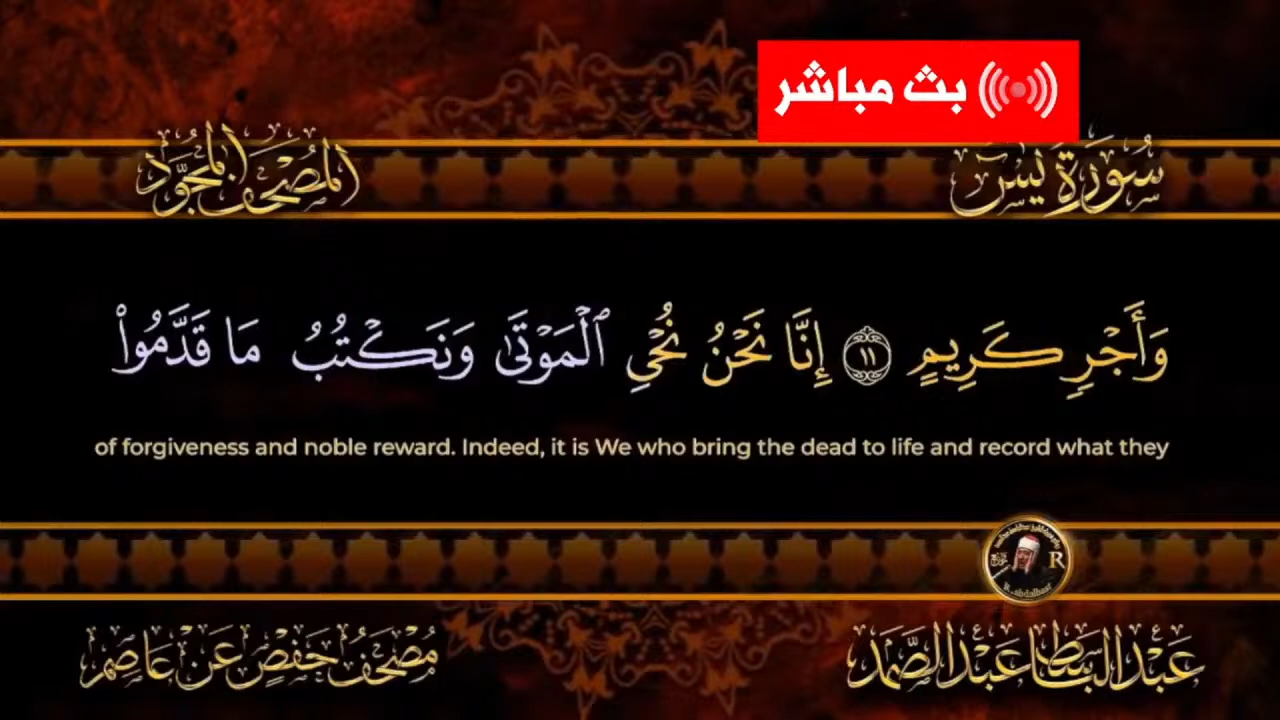 بث مباشر
سُورَةُ يسٓ
المُصْحَفُ المُجَوَّد
وَأَجْرٍ كَرِيمٍ ١١ إِنَّا نَحْنُ نُحْيِ ٱلْمَوْتَىٰ وَنَكْتُبُ مَا قَدَّمُوا۟
of forgiveness and noble reward. Indeed, it is We who bring the dead to life and record what they
R
عَبْدُ البَاسِط عَبْدُ الصَّمَد
مُصْحَفُ حَفْصٍ عَنْ عَاصِمٍ